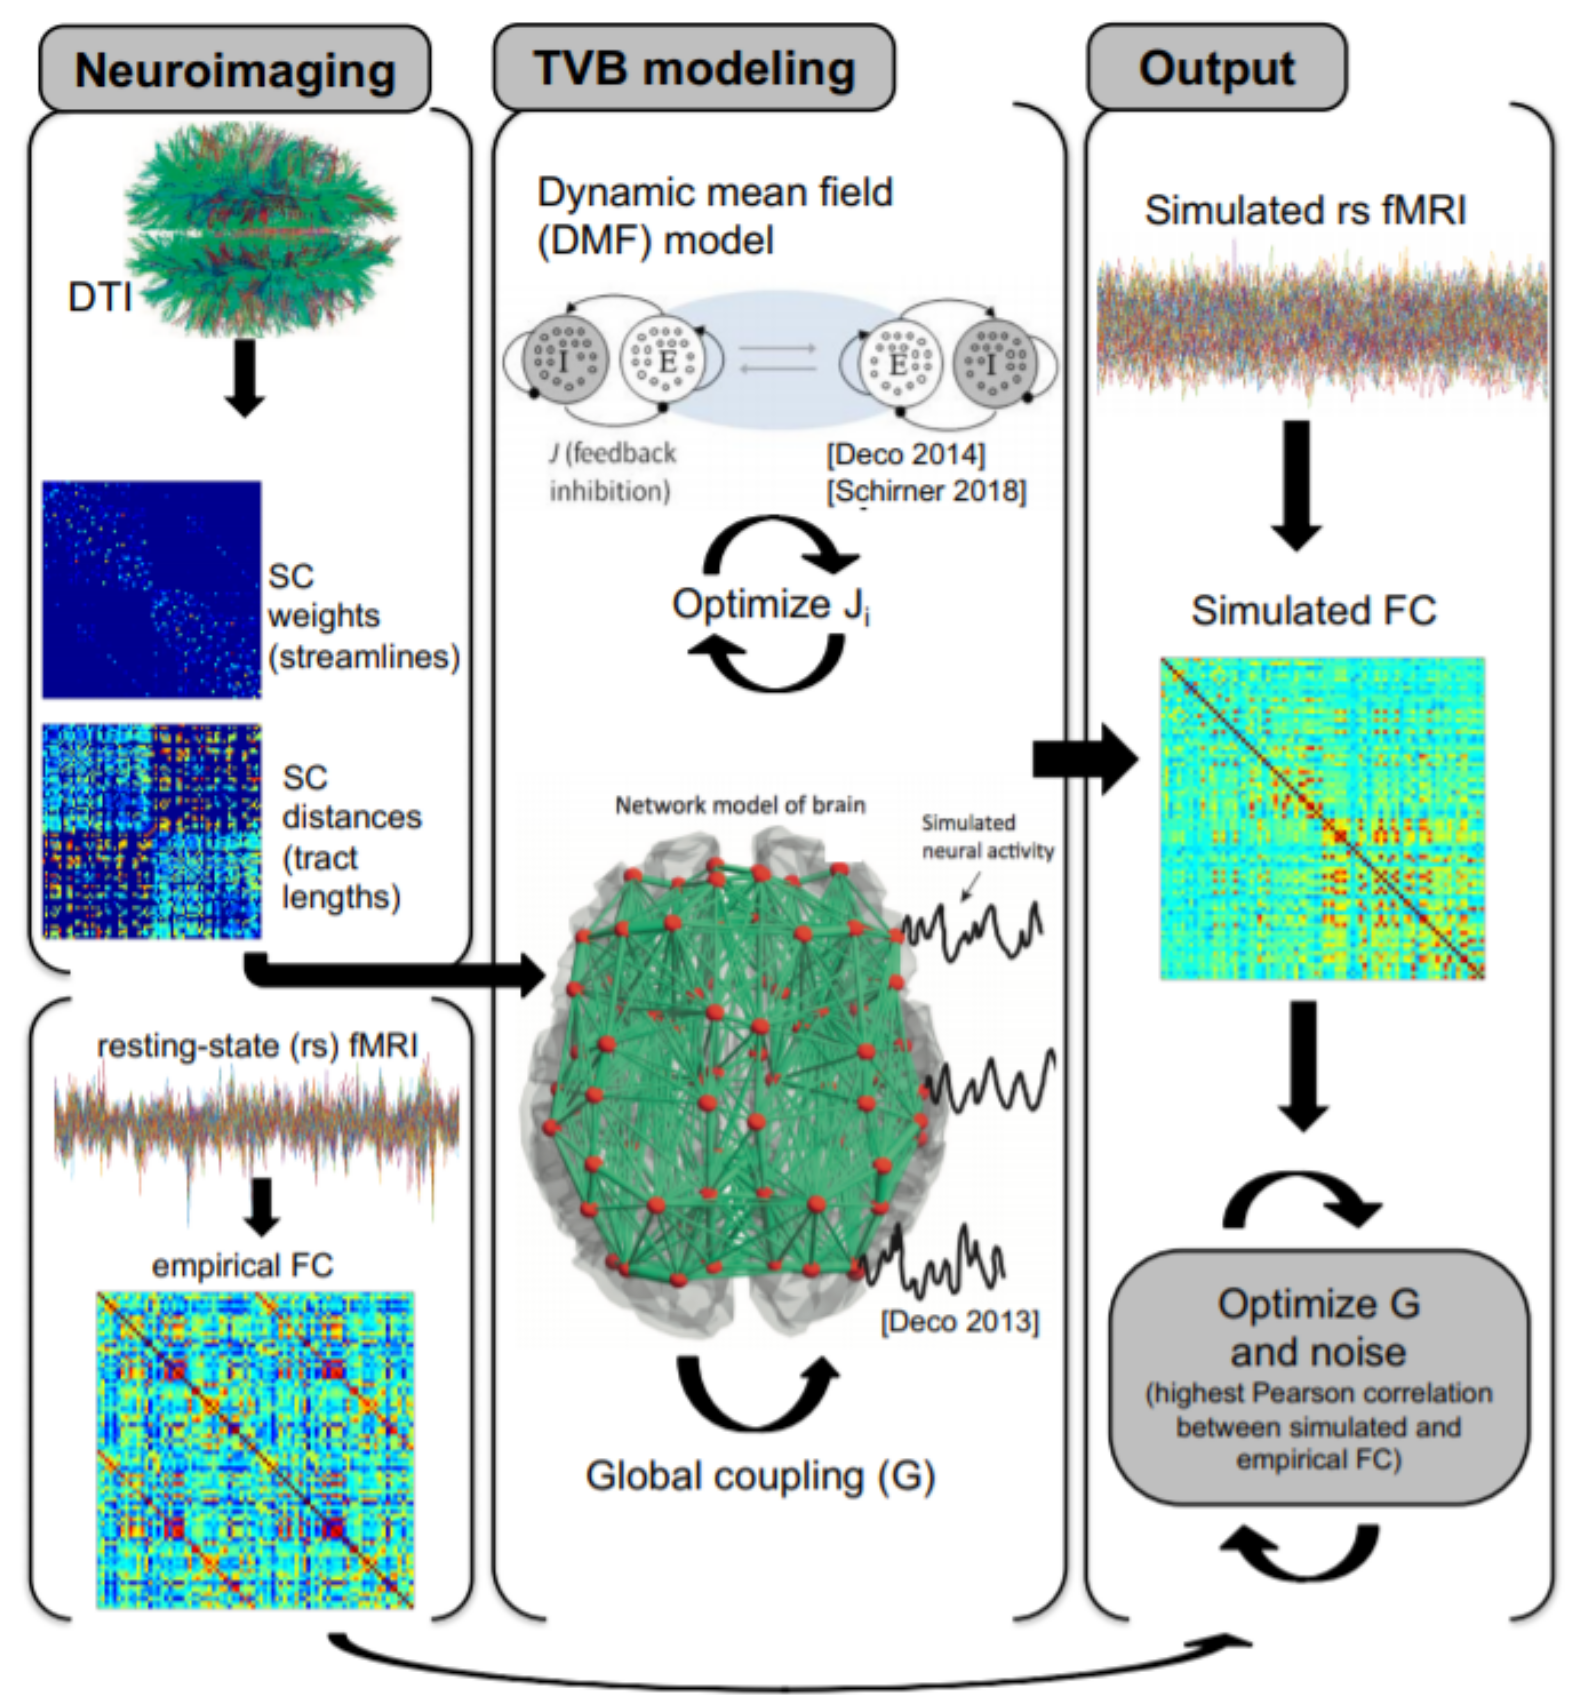 Neuroimaging
DTI
SC
weights
(streamlines)
SC
distances
(tract
lengths)
resting-state (rs) fMRI
empirical FC
TVB modeling
Dynamic mean field
(DMF) model
I
E
E
I
J (feedback
inhibition)
[Deco 2014]
[Schirner 2018]
Optimize Ji
Network model of brain
Simulated
neural activity
[Deco 2013]
Global coupling (G)
Output
Simulated rs fMRI
Simulated FC
Optimize G
and noise
(highest Pearson correlation
between simulated and
empirical FC)